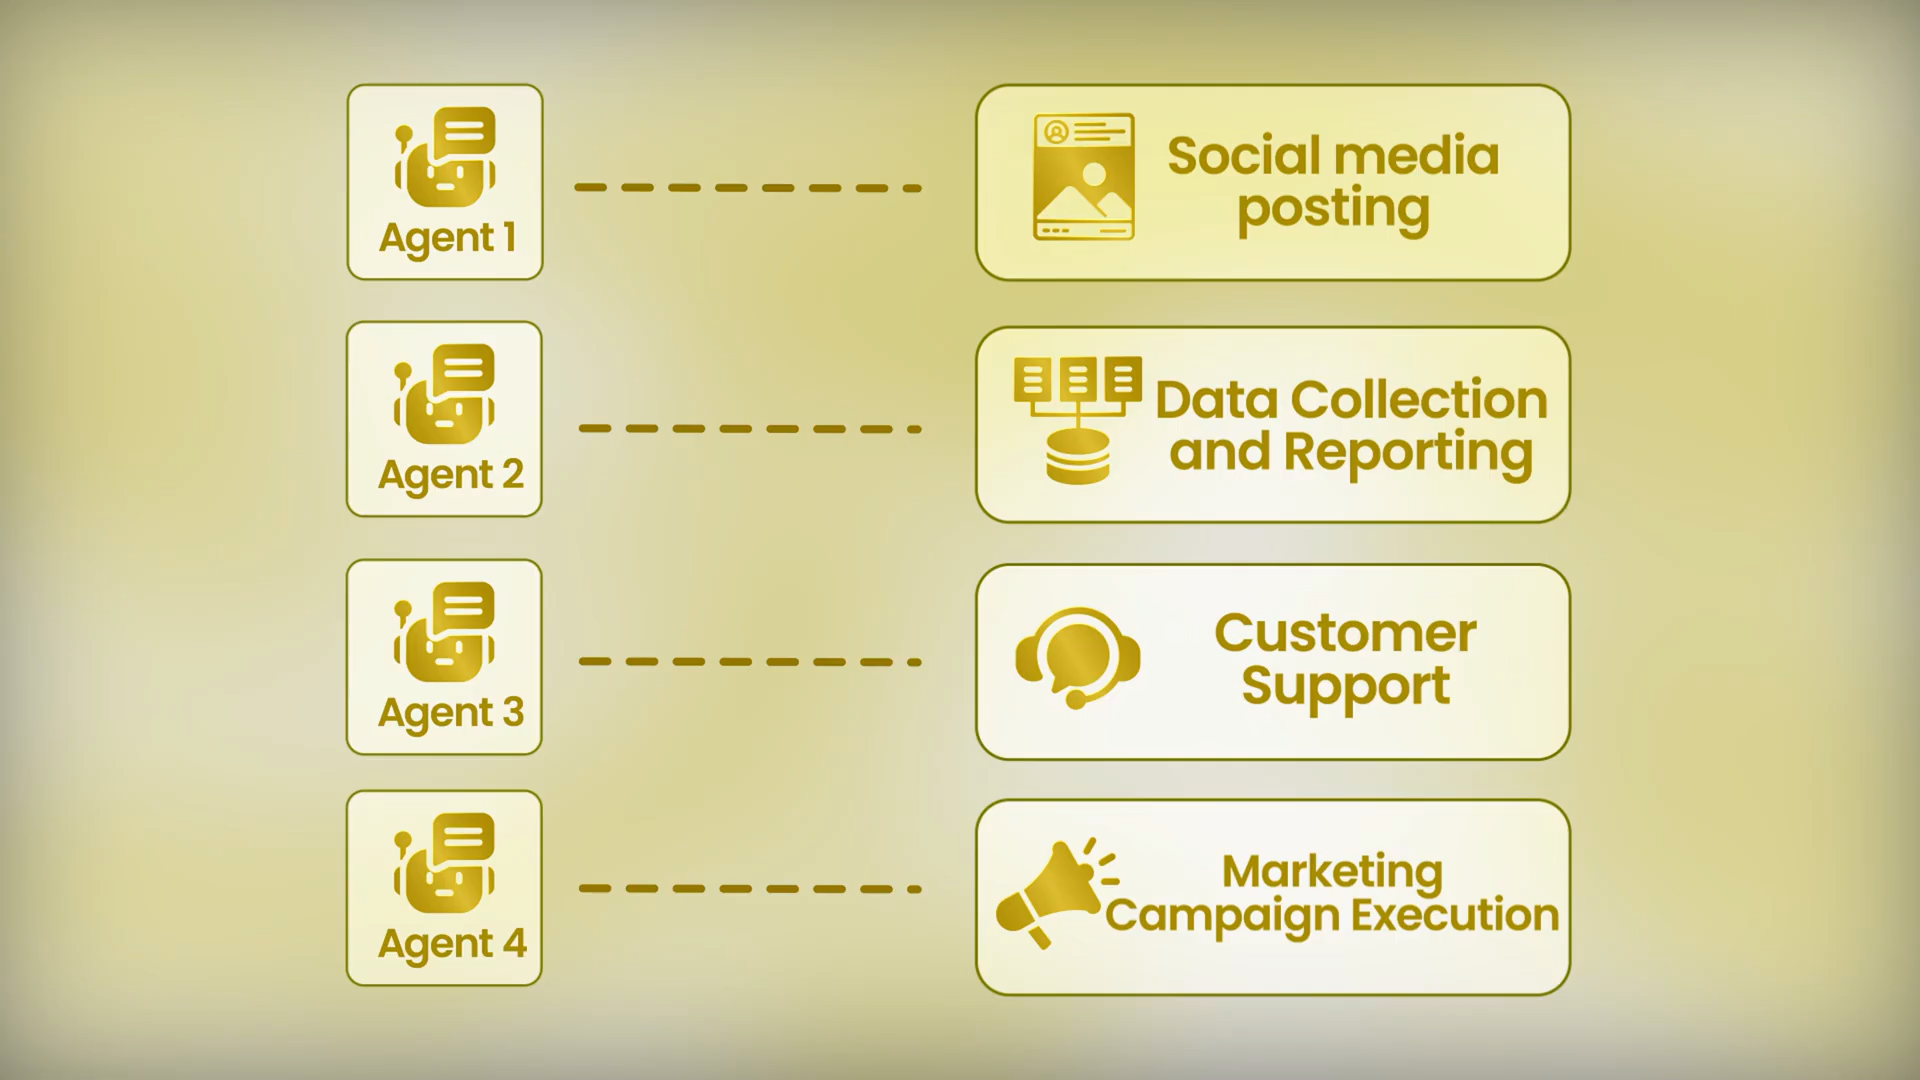 Agent 1
Social media
posting
Agent 2
Data Collection
and Reporting
Agent 3
Customer
Support
Agent 4
Marketing
Campaign Execution